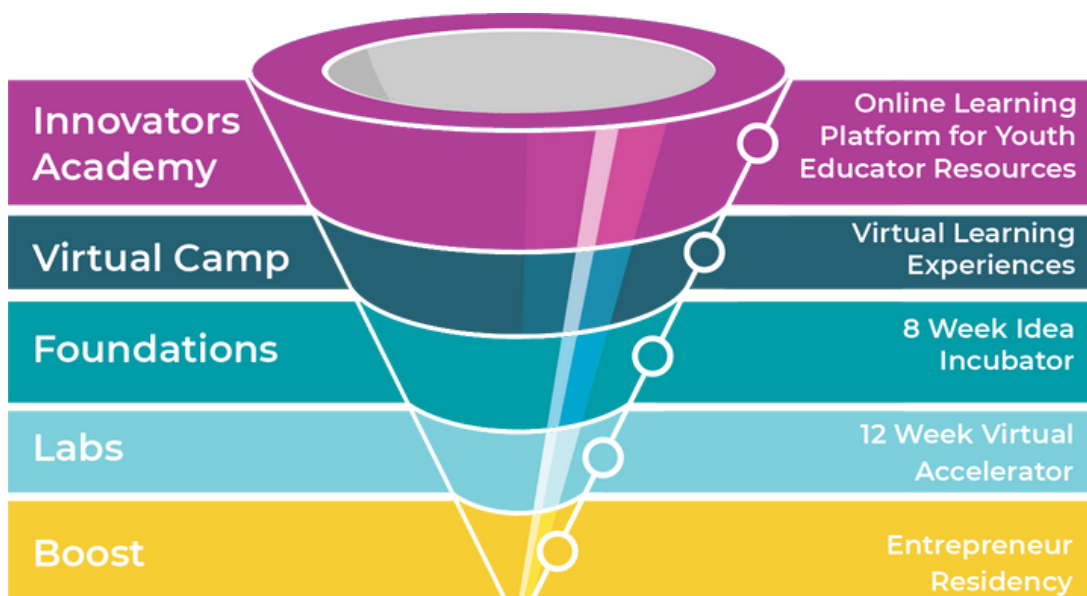 Innovators
Academy
Online Learning
Platform for Youth
Educator Resources
Virtual Camp
Virtual Learning
Experiences
Foundations
8 Week Idea
Incubator
Labs
12 Week Virtual
Accelerator
Boost
Entrepreneur
Residency